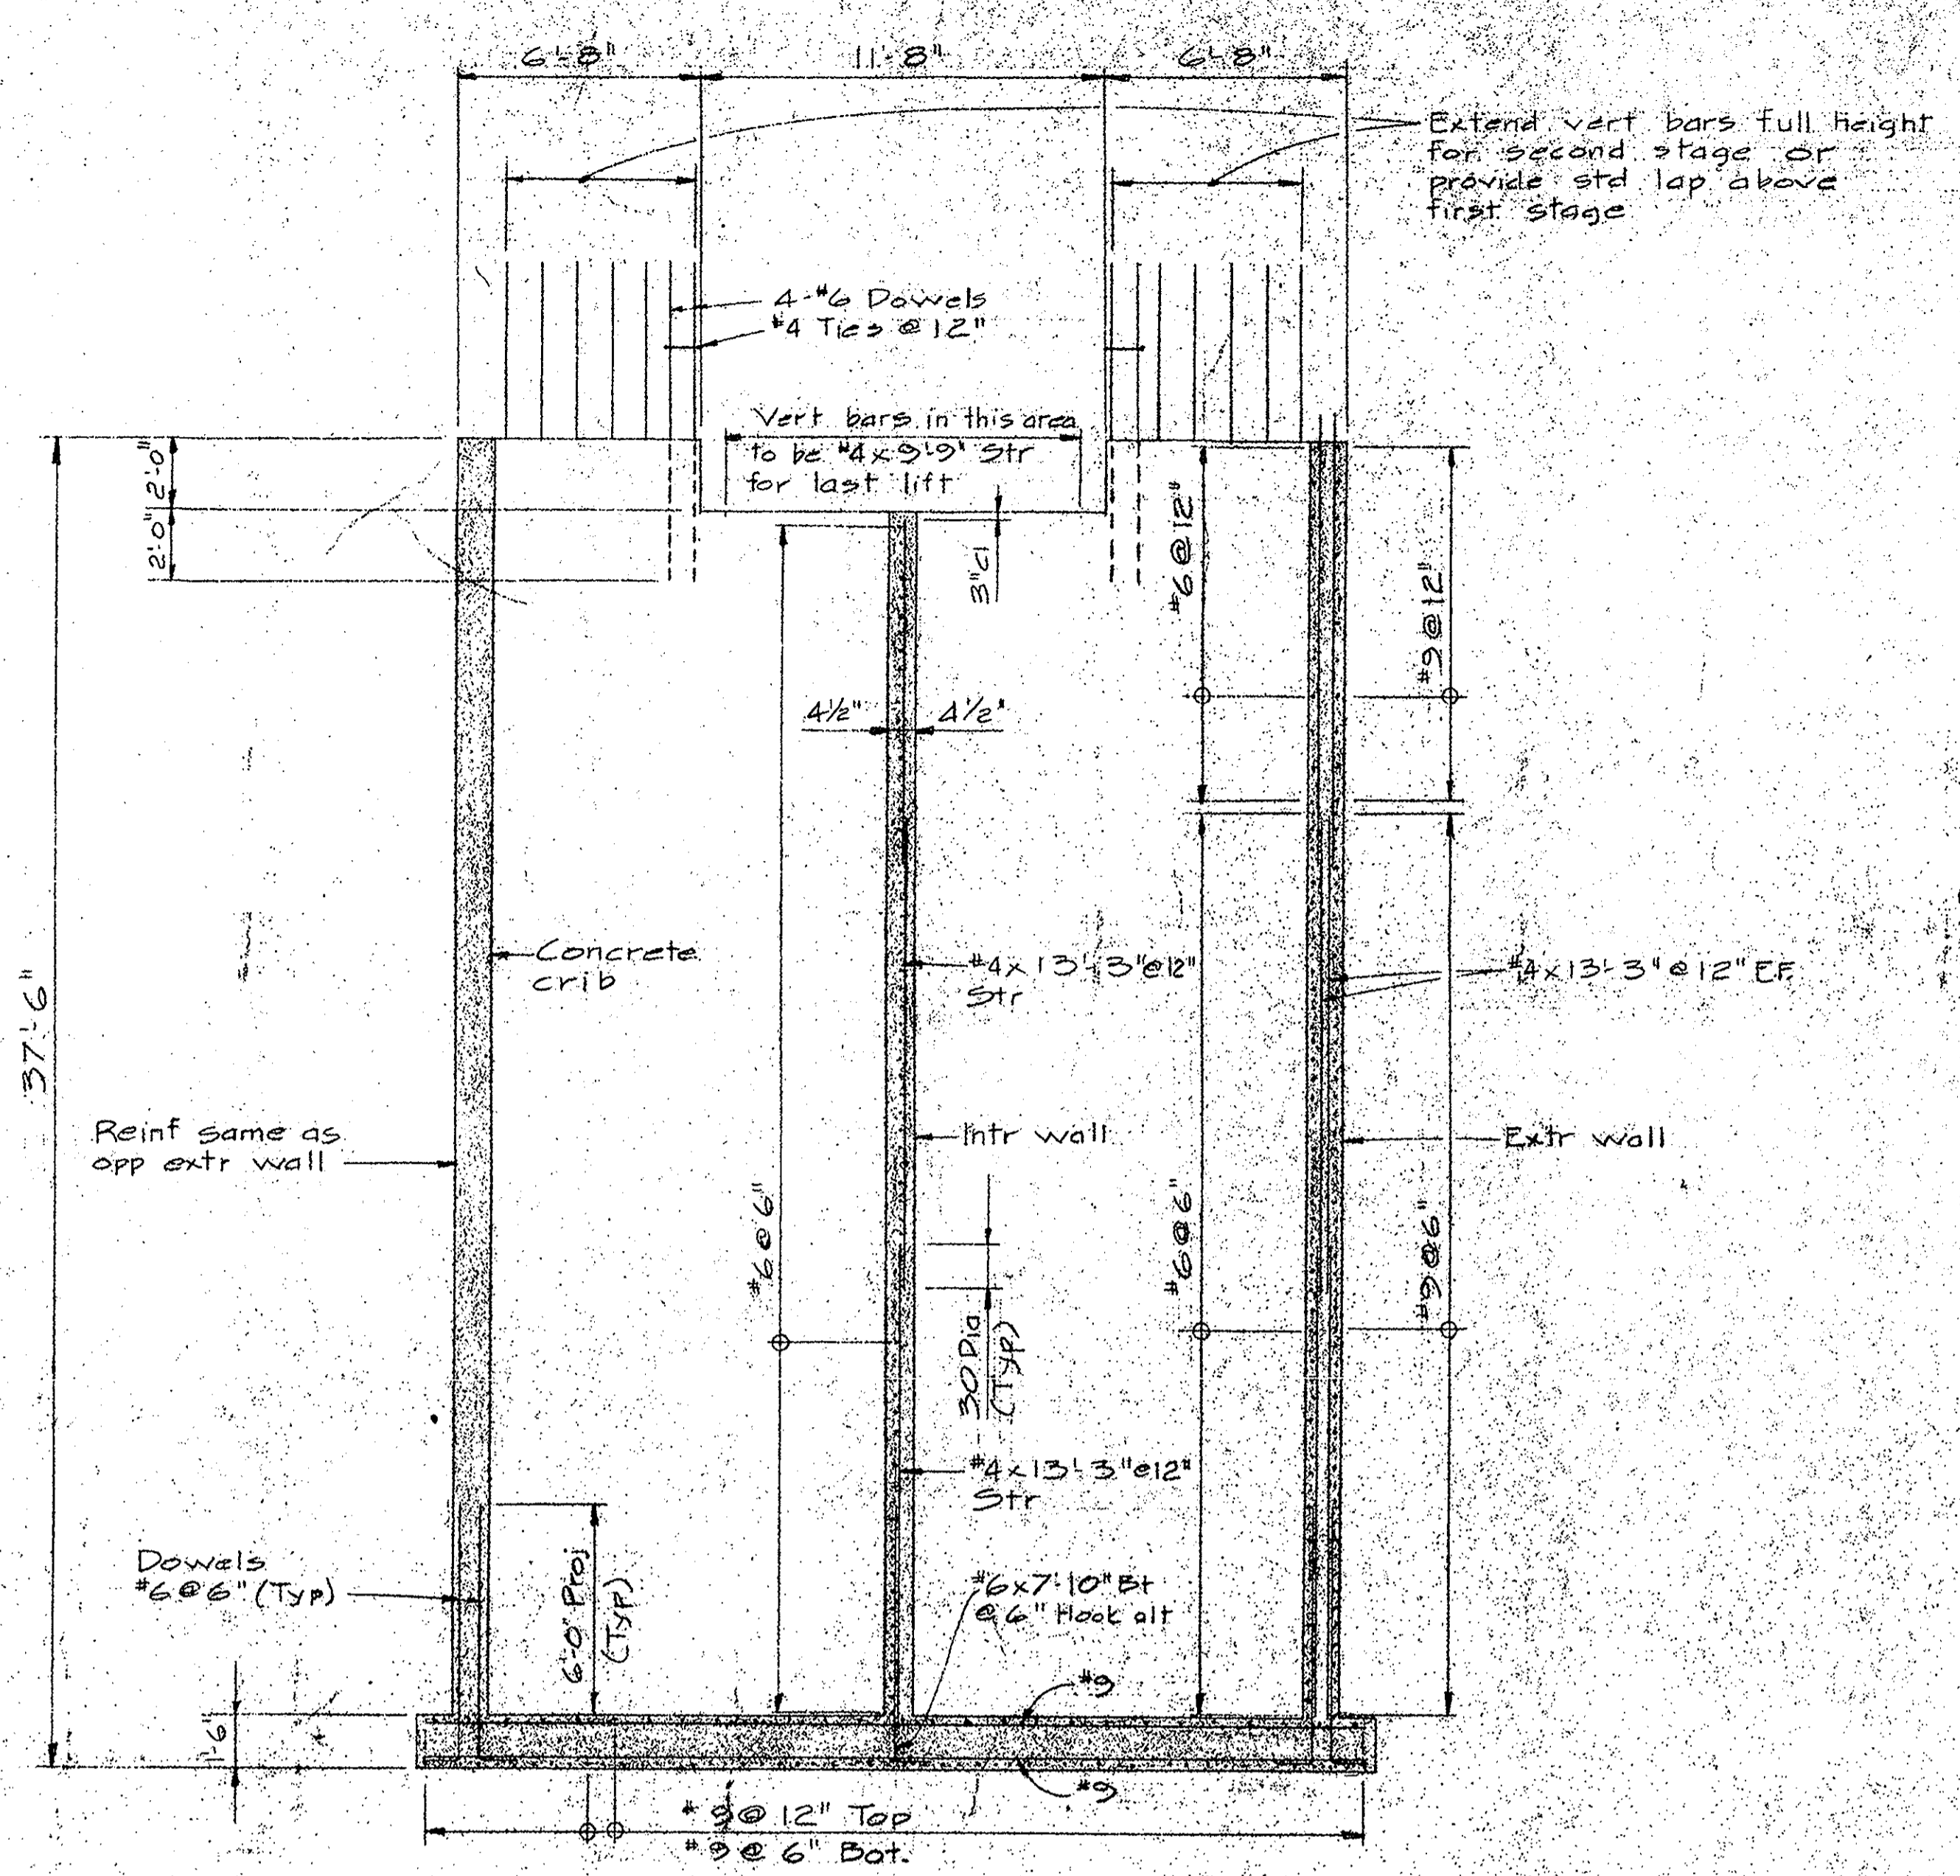 6'-8"
11'-8"
6'-8"
Extend vert bars full height
for second stage or
provide std lap above
first stage
4-#6 Dowels
#4 Ties @ 12"
Vert bars in this area
to be #4x9'-9" Str
for last lift
2'-0"
2'-0"
3"cl
#6@12"
#9@12"
4½"
4½"
37'-6"
Concrete
crib
#4x13'-3"@12"
Str
#4x13'-3"@12" E.F.
Reinf same as
opp extr wall
Intr wall
Extr wall
#6@6"
#6@6"
#9@6"
30 Dia
(Typ)
#4x13'-3"@12"
Str
Dowels
#6@6" (Typ)
6'-0" Proj
(Typ)
#6x7'-10" Bt
@6" Hook alt
1'-6"
#9
#9
#9@ 12" Top
#9@ 6" Bot.